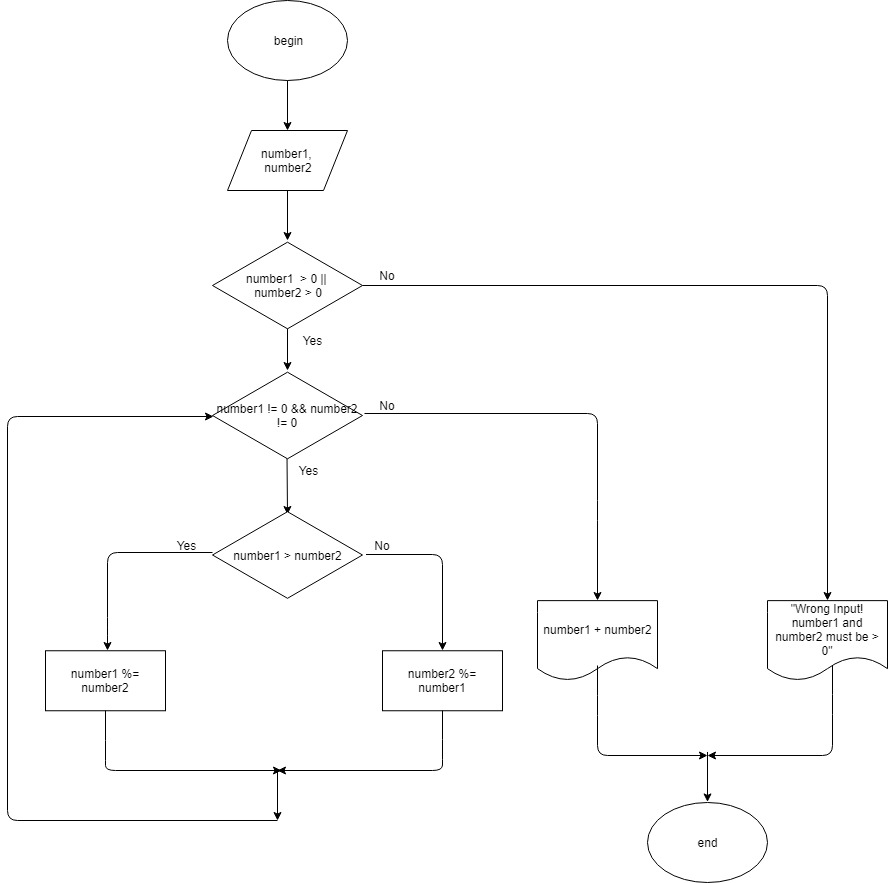 begin
number1,
number2
number1 > 0 ||
number2 > 0
No
Yes
number1 != 0 && number2
!= 0
No
Yes
number1 > number2
Yes
No
number1 %=
number2
number2 %=
number1
number1 + number2
"Wrong Input!
number1 and
number2 must be >
0"
end